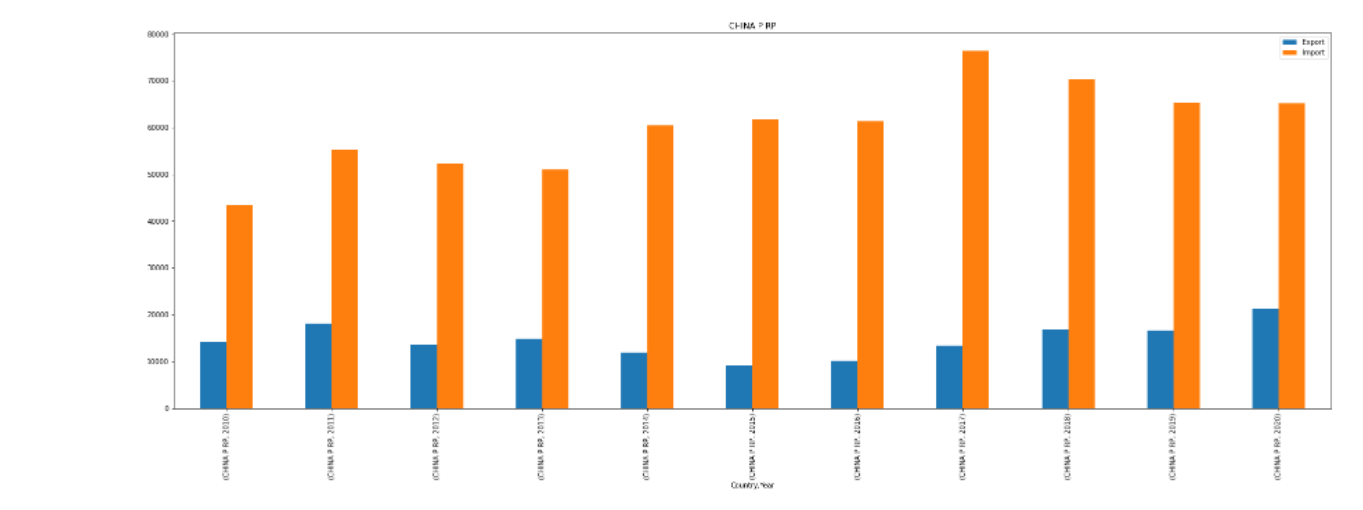 CHINA P RP
80000
70000
60000
50000
40000
30000
20000
10000
0
Export
Import
(CHINA P RP, 2010)
(CHINA P RP, 2011)
(CHINA P RP, 2012)
(CHINA P RP, 2013)
(CHINA P RP, 2014)
(CHINA P RP, 2015)
(CHINA P RP, 2016)
(CHINA P RP, 2017)
(CHINA P RP, 2018)
(CHINA P RP, 2019)
(CHINA P RP, 2020)
Country,Year